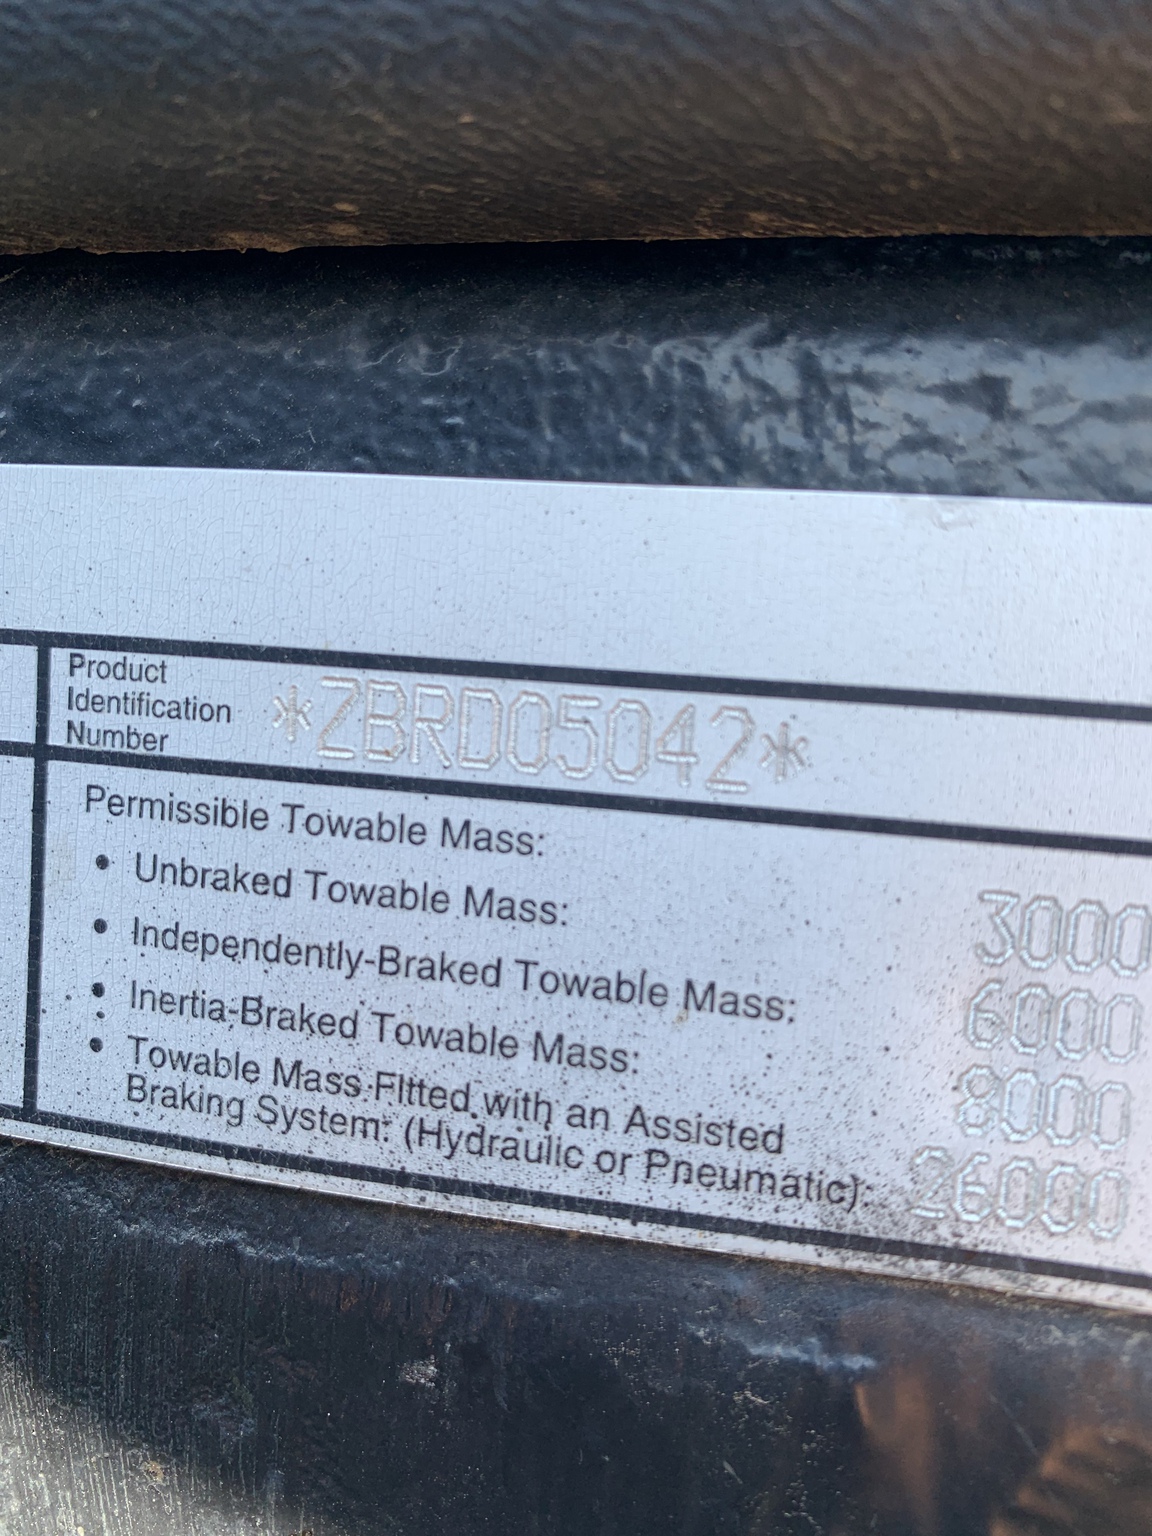 Product
Identification
Number
*ZBRD05042*
Permissible Towable Mass:
• Unbraked Towable Mass: 3000
• Independently-Braked Towable Mass: 6000
• Inertia-Braked Towable Mass: 8000
• Towable Mass Fitted with an Assisted
Braking System: (Hydraulic or Pneumatic): 26000